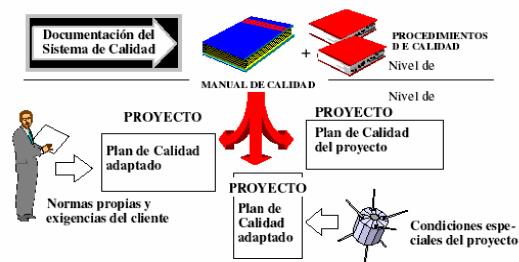 Documentación del
Sistema de Calidad
+
PROCEDIMIENTOS
DE CALIDAD
MANUAL DE CALIDAD
Nivel de
Nivel de
PROYECTO
Plan de Calidad
adaptado
PROYECTO
Plan de Calidad
del proyecto
Normas propias y
exigencias del cliente
PROYECTO
Plan de
Calidad
adaptado
Condiciones espe-
ciales del proyecto